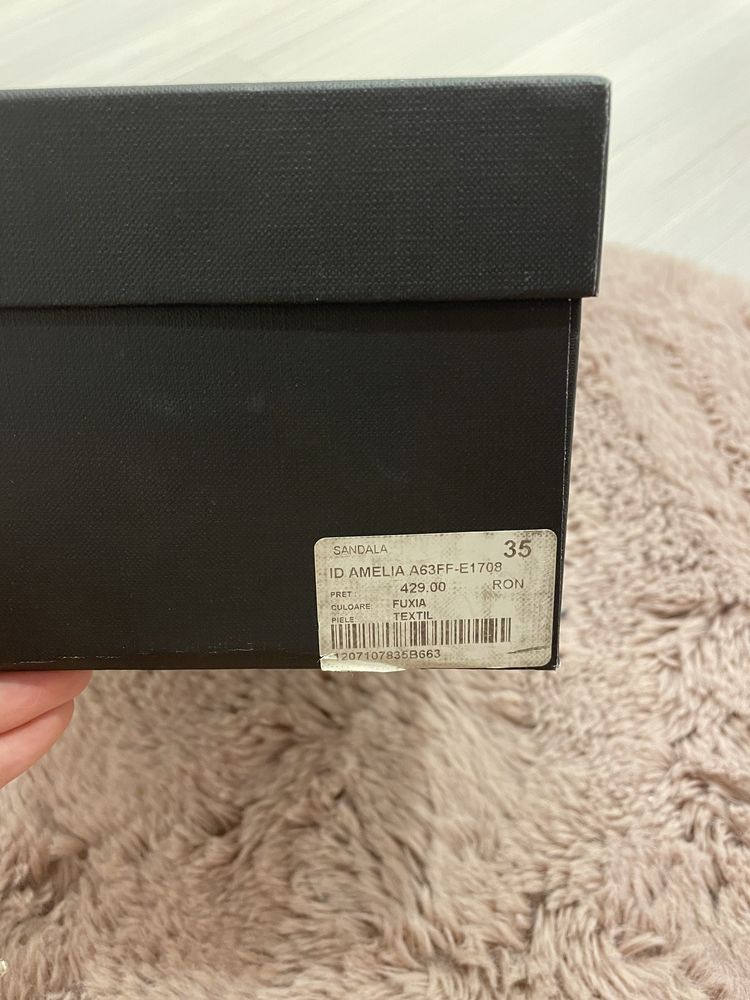 SANDALA 35
ID AMELIA A63FF-E1708
PRET: 429.00 RON
CULOARE: FUXIA
PIELE: TEXTIL
1207107835B663